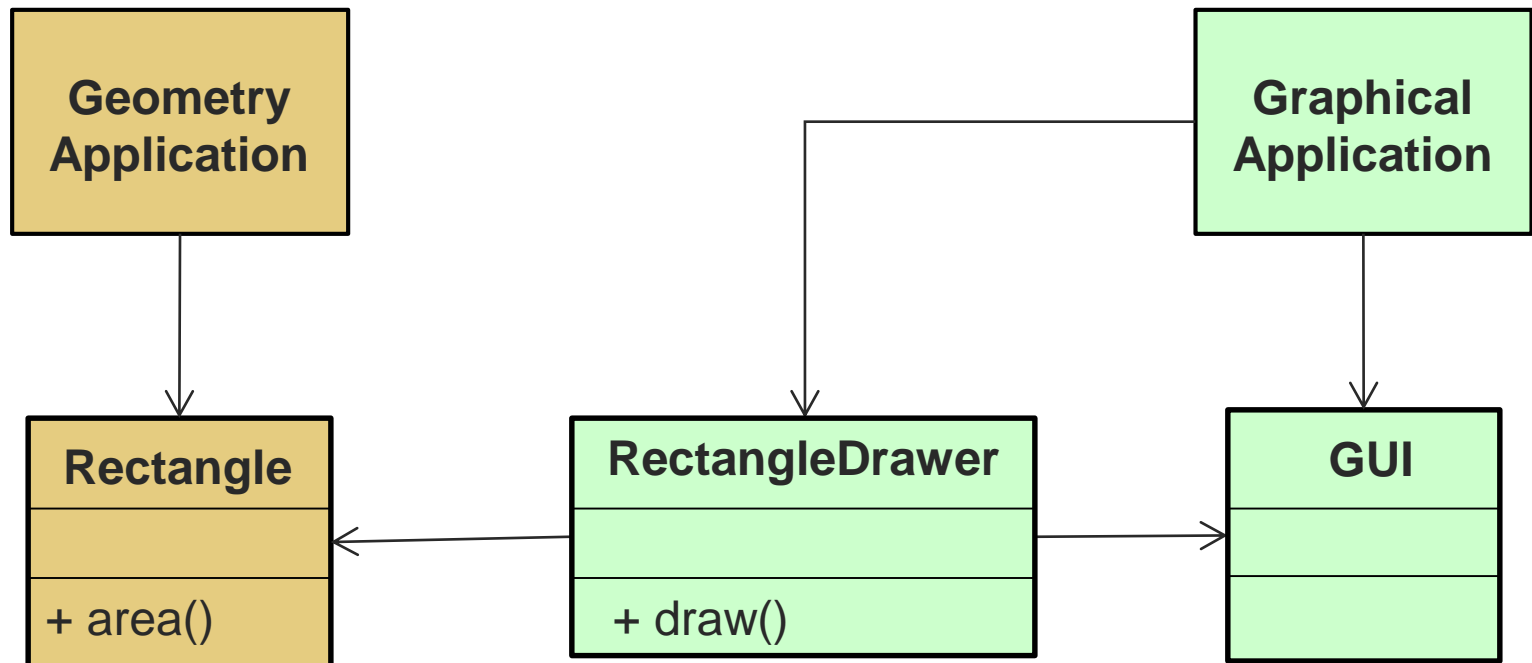 Geometry
Application
Graphical
Application
Rectangle
+ area()
RectangleDrawer
+ draw()
GUI